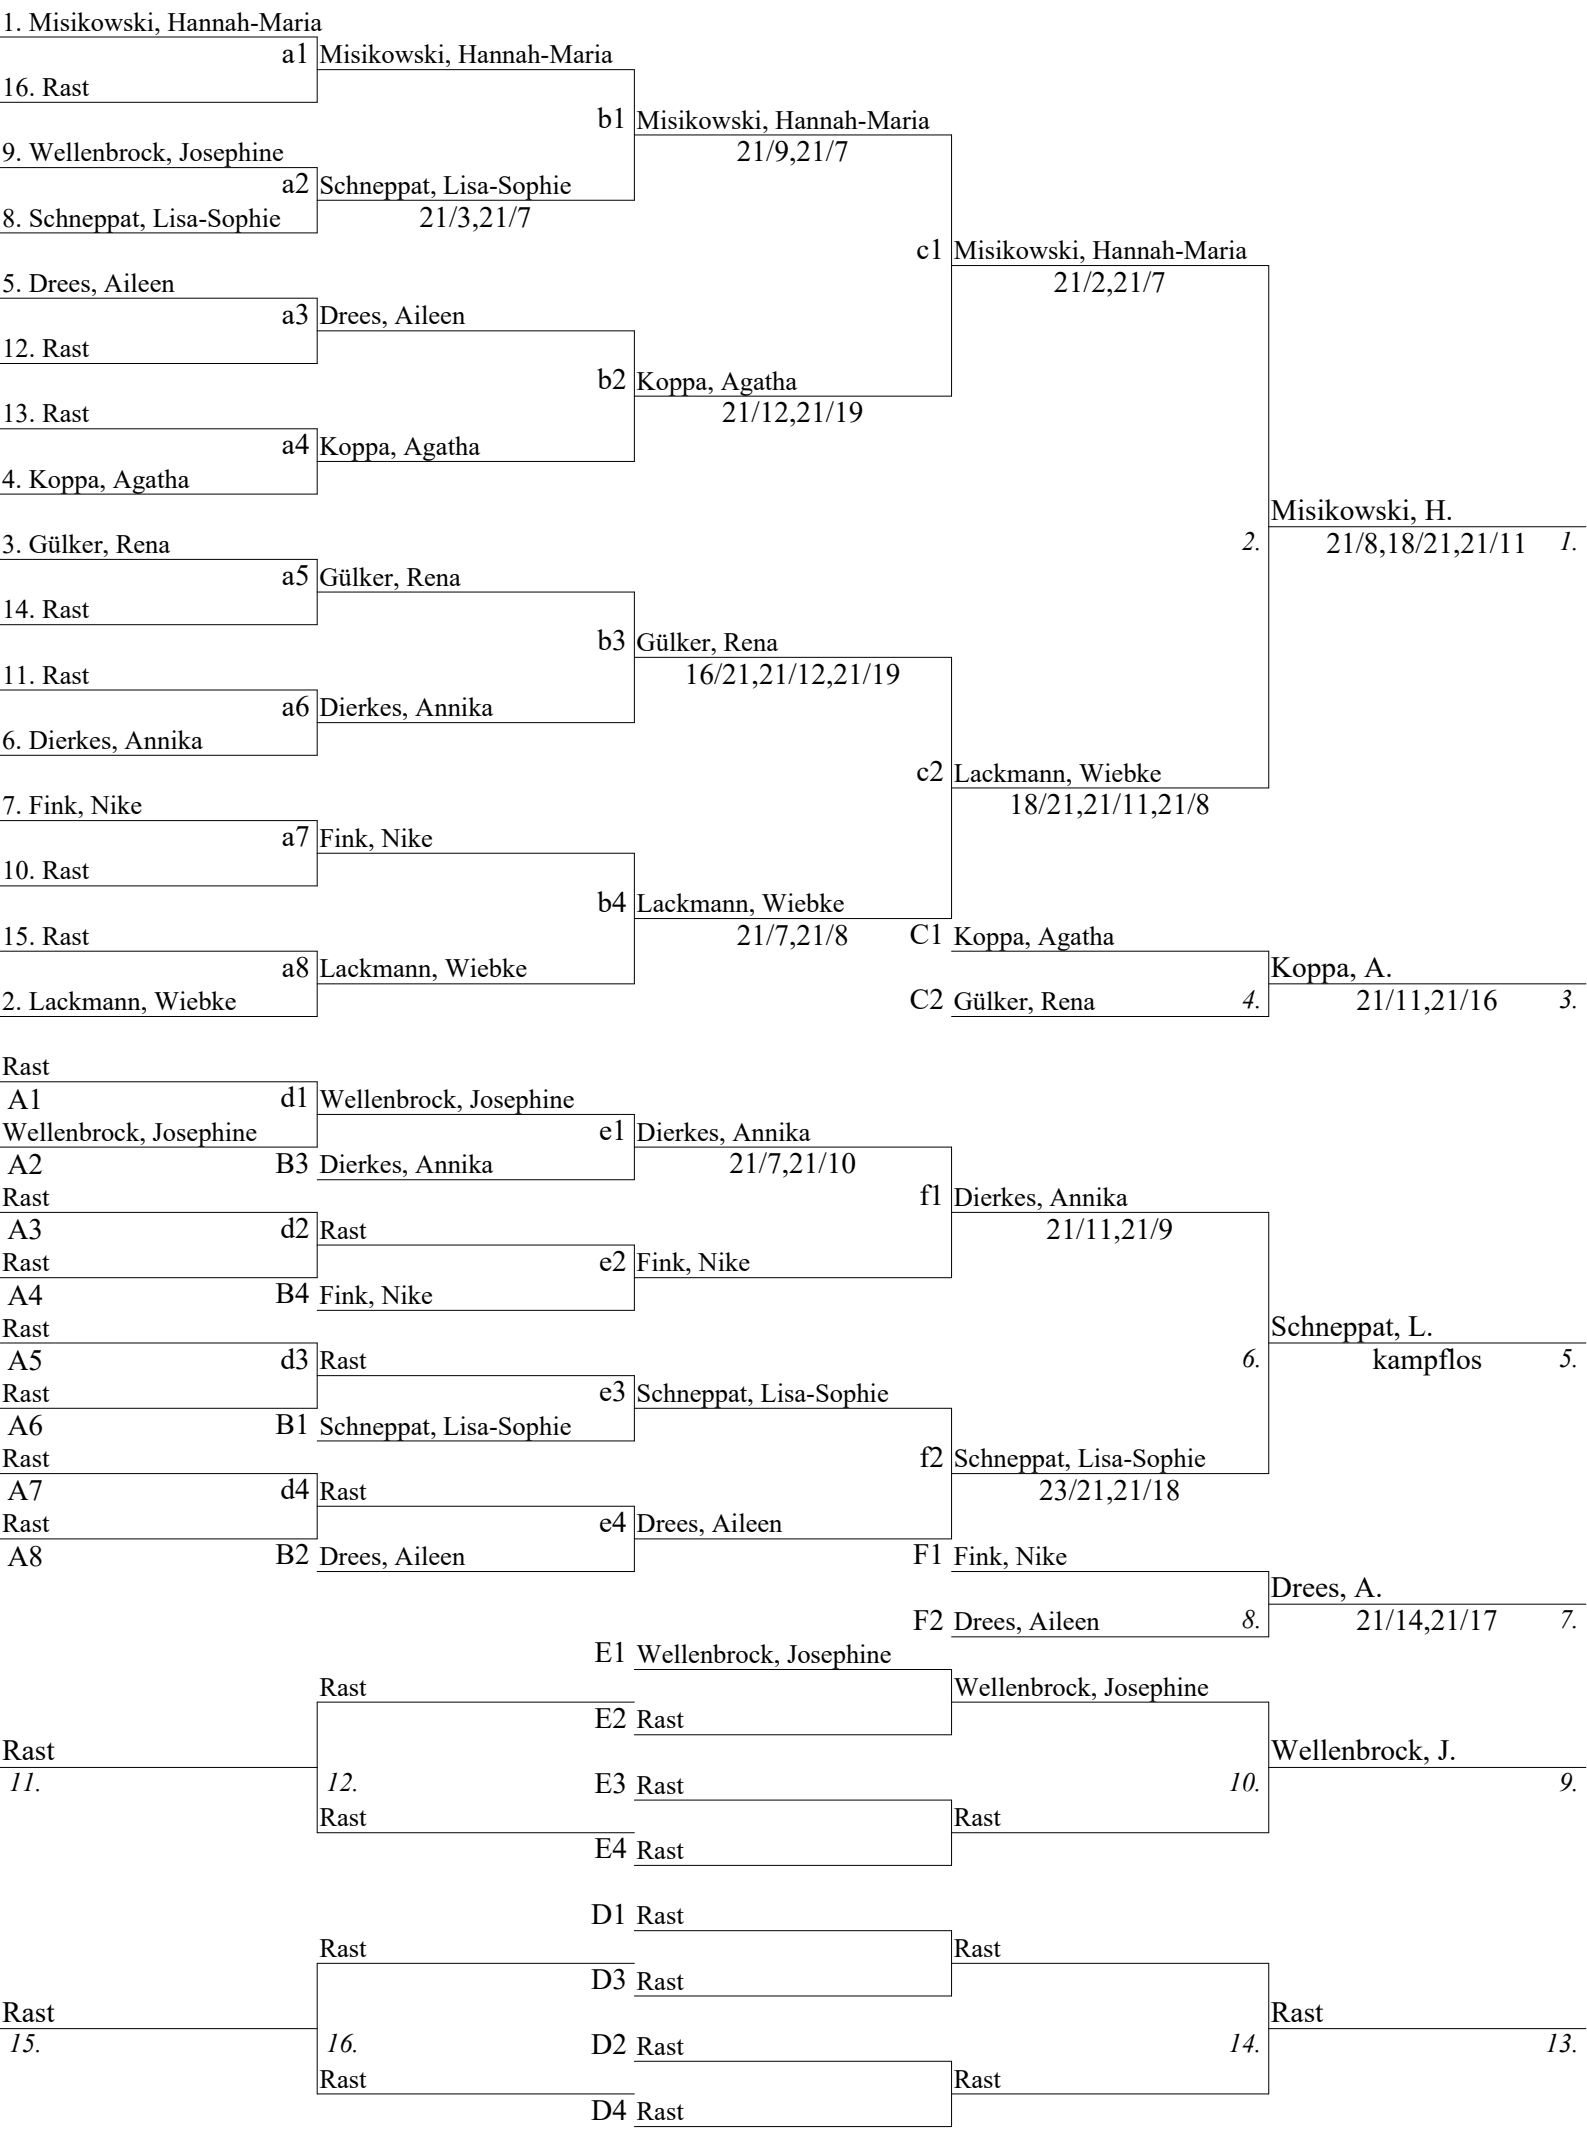 1. Misikowski, Hannah-Maria
a1 Misikowski, Hannah-Maria
16. Rast
b1 Misikowski, Hannah-Maria
21/9,21/7
9. Wellenbrock, Josephine
a2 Schneppat, Lisa-Sophie
21/3,21/7
8. Schneppat, Lisa-Sophie
c1 Misikowski, Hannah-Maria
21/2,21/7
5. Drees, Aileen
a3 Drees, Aileen
12. Rast
b2 Koppa, Agatha
21/12,21/19
13. Rast
a4 Koppa, Agatha
4. Koppa, Agatha
Misikowski, H.
2. 21/8,18/21,21/11 1.
3. Gülker, Rena
a5 Gülker, Rena
14. Rast
b3 Gülker, Rena
16/21,21/12,21/19
11. Rast
a6 Dierkes, Annika
6. Dierkes, Annika
c2 Lackmann, Wiebke
18/21,21/11,21/8
7. Fink, Nike
a7 Fink, Nike
10. Rast
b4 Lackmann, Wiebke
21/7,21/8
15. Rast
C1 Koppa, Agatha
a8 Lackmann, Wiebke
Koppa, A.
2. Lackmann, Wiebke
C2 Gülker, Rena 4. 21/11,21/16 3.
Rast
A1 d1 Wellenbrock, Josephine
Wellenbrock, Josephine
e1 Dierkes, Annika
A2 B3 Dierkes, Annika 21/7,21/10
Rast
f1 Dierkes, Annika
A3 d2 Rast 21/11,21/9
Rast
e2 Fink, Nike
A4 B4 Fink, Nike
Rast
Schneppat, L.
A5 d3 Rast 6. kampflos 5.
Rast
e3 Schneppat, Lisa-Sophie
A6 B1 Schneppat, Lisa-Sophie
Rast
f2 Schneppat, Lisa-Sophie
A7 d4 Rast 23/21,21/18
Rast
e4 Drees, Aileen
A8 B2 Drees, Aileen F1 Fink, Nike
Drees, A.
F2 Drees, Aileen 8. 21/14,21/17 7.
E1 Wellenbrock, Josephine
Rast
Wellenbrock, Josephine
E2 Rast
Rast
Wellenbrock, J.
11. 12. E3 Rast 10. 9.
Rast
Rast
E4 Rast
D1 Rast
Rast
Rast
D3 Rast
Rast
Rast
15. 16. D2 Rast 14. 13.
Rast
Rast
D4 Rast